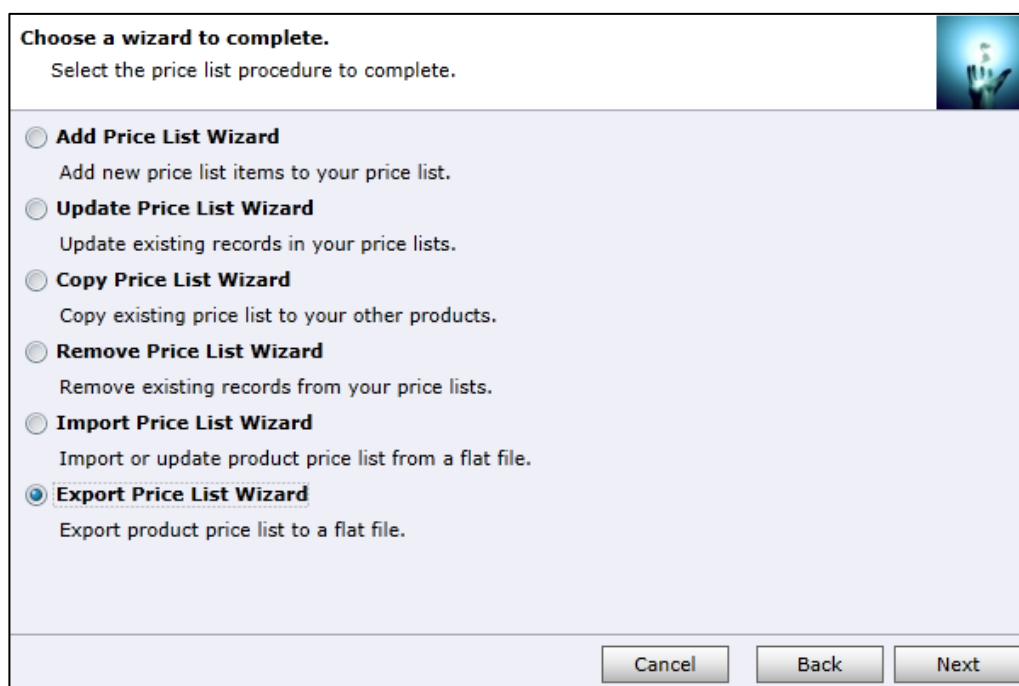 Choose a wizard to complete.
Select the price list procedure to complete.
Add Price List Wizard
Add new price list items to your price list.
Update Price List Wizard
Update existing records in your price lists.
Copy Price List Wizard
Copy existing price list to your other products.
Remove Price List Wizard
Remove existing records from your price lists.
Import Price List Wizard
Import or update product price list from a flat file.
Export Price List Wizard
Export product price list to a flat file.
Cancel Back Next